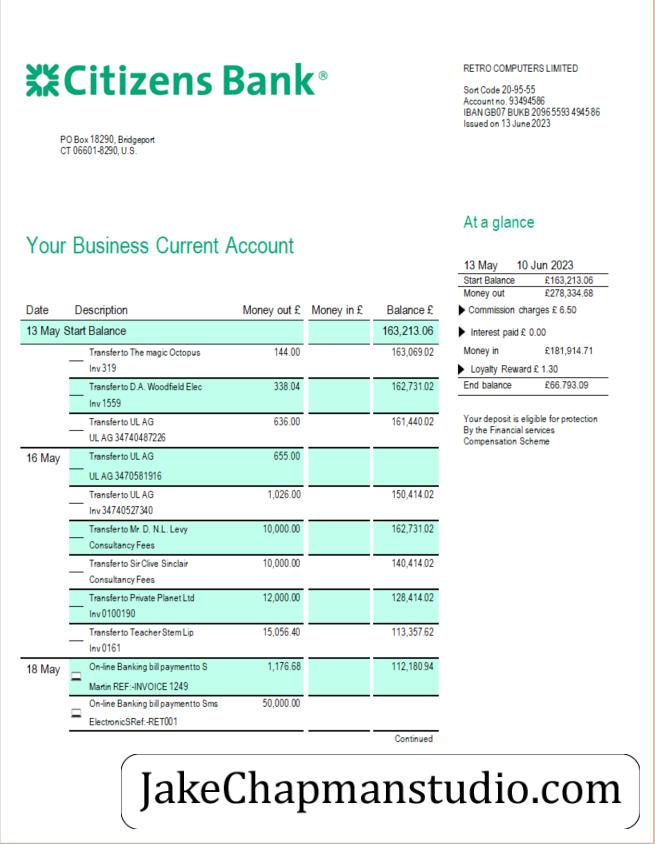 Citizens Bank®
RETRO COMPUTERS LIMITED
Sort Code 20-95-55
Account no. 93494586
IBAN GB07 BUKB 20965593 494586
Issued on 13 June 2023
PO Box 18290, Bridgeport
CT 06601-8290, U.S.
At a glance
Your Business Current Account
13 May 10 Jun 2023
Start Balance £163,213.06
Money out £278,334.68
Commission charges £ 6.50
Interest paid £ 0.00
Money in £181,914.71
Loyalty Reward £ 1.30
End balance £66.793.09
Your deposit is eligible for protection
By the Financial services
Compensation Scheme
Date Description Money out £ Money in £ Balance £
13 May Start Balance 163,213.06
Transfer to The magic Octopus 144.00 163,069.02
Inv 319
Transfer to D.A. Woodfield Elec 338.04 162,731.02
Inv 1559
Transfer to UL AG 636.00 161,440.02
UL AG 34740487226
16 May Transfer to UL AG 655.00
UL AG 3470581916
Transfer to UL AG 1,026.00 150,414.02
Inv 34740527340
Transfer to Mr. D. N.L. Levy 10,000.00 162,731.02
Consultancy Fees
Transfer to Sir Clive Sinclair 10,000.00 140,414.02
Consultancy Fees
Transfer to Private Planet Ltd 12,000.00 128,414.02
Inv 0100190
Transfer to Teacher Stem Lip 15,056.40 113,357.62
Inv 0161
18 May On-line Banking bill payment to S 1,176.68 112,180.94
Martin REF:-INVOICE 1249
On-line Banking bill payment to Sms 50,000.00
ElectronicSRef:-RET001
Continued
JakeChapmanstudio.com